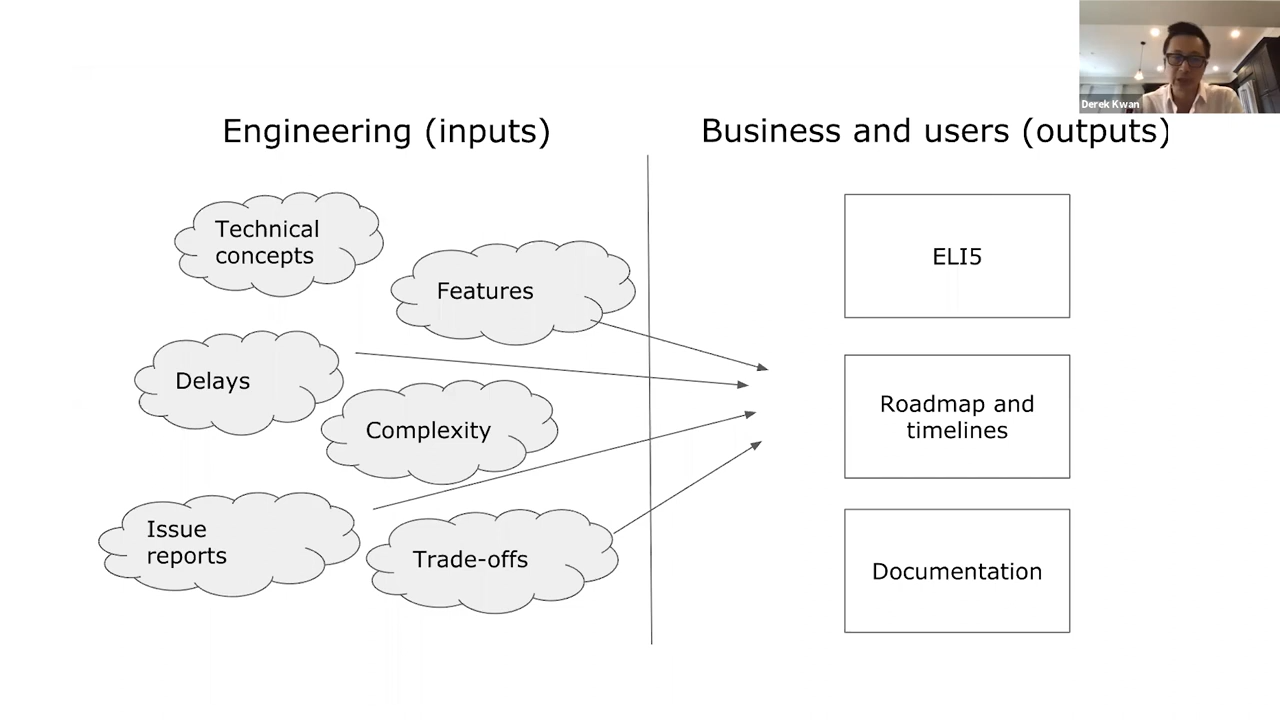 Derek Kwan
Engineering (inputs)
Business and users (outputs)
Technical
concepts
Features
Delays
Complexity
Issue
reports
Trade-offs
ELI5
Roadmap and
timelines
Documentation